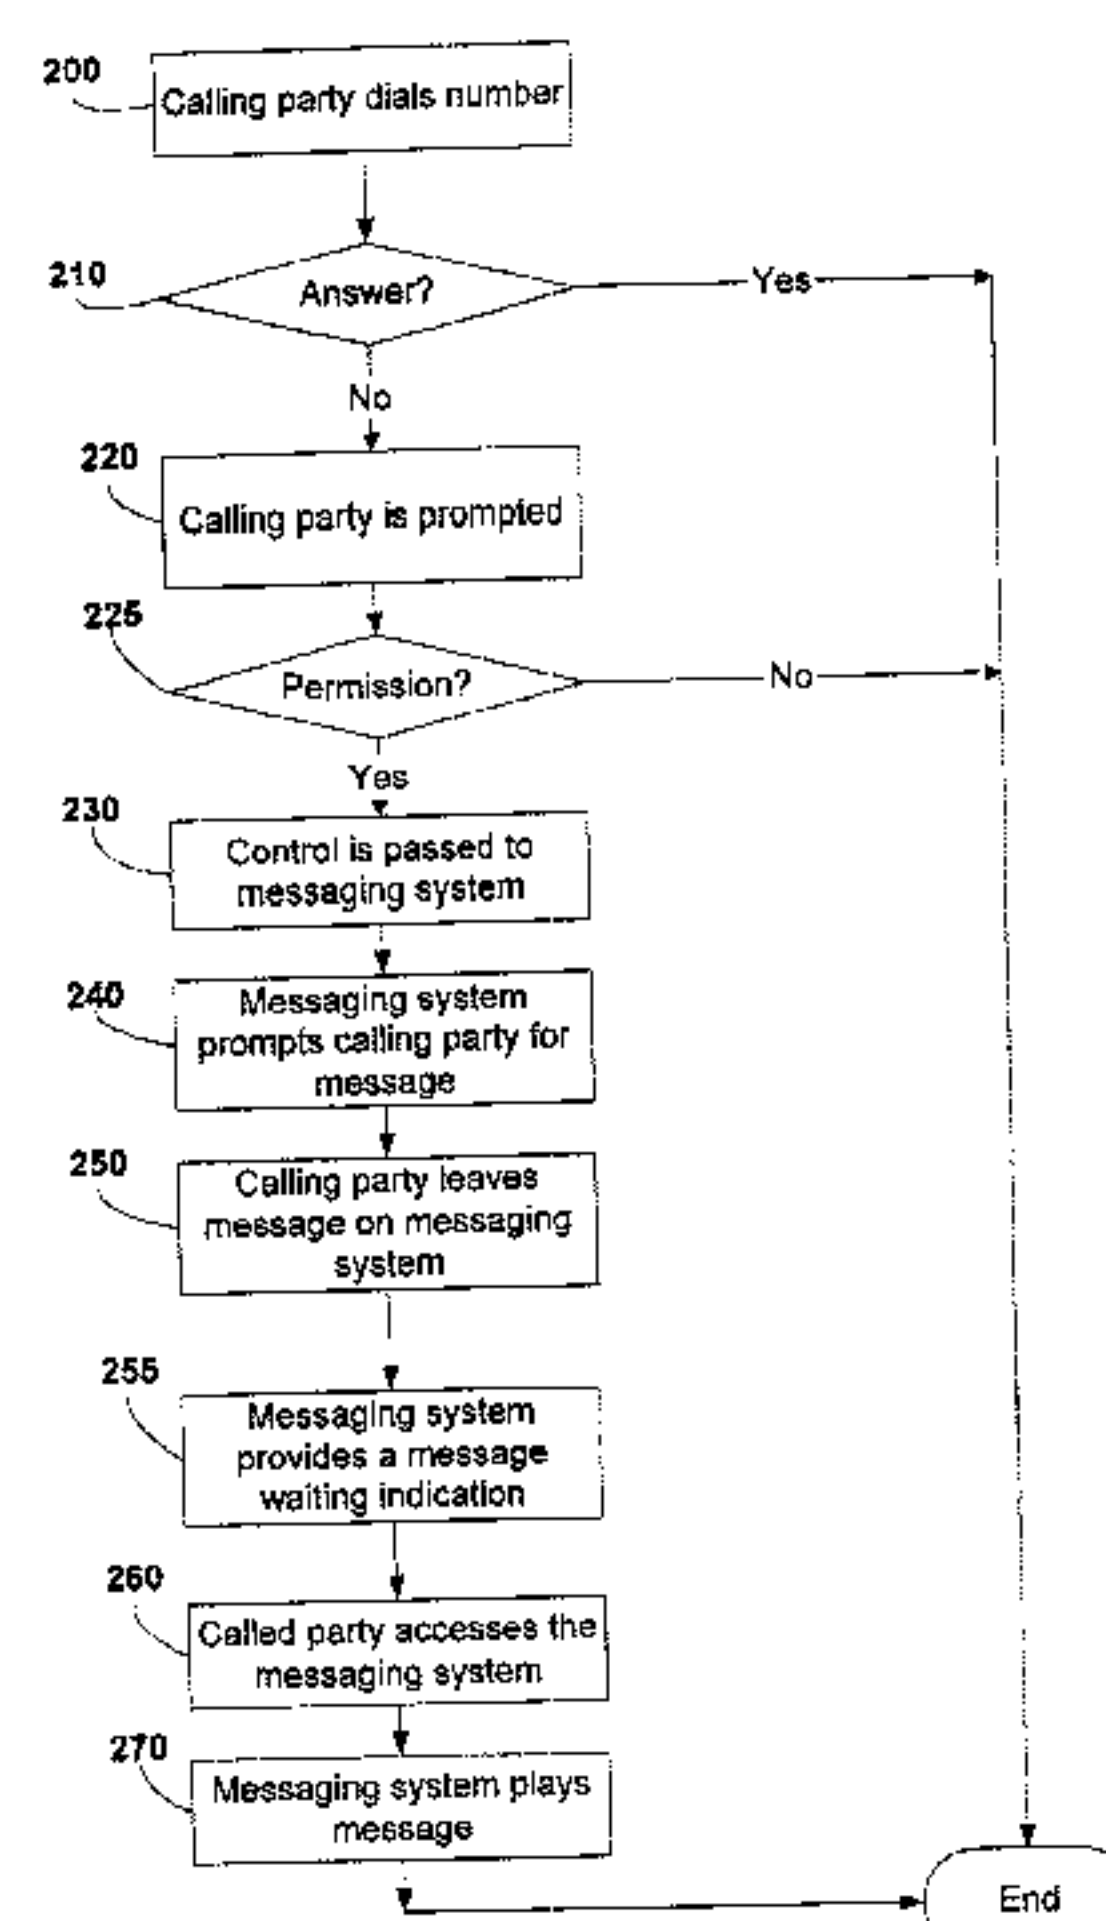 200
Calling party dials number
210
Answer?
Yes
No
220
Calling party is prompted
225
Permission?
No
Yes
230
Control is passed to
messaging system
240
Messaging system
prompts calling party for
message
250
Calling party leaves
message on messaging
system
255
Messaging system
provides a message
waiting indication
260
Called party accesses the
messaging system
270
Messaging system plays
message
End